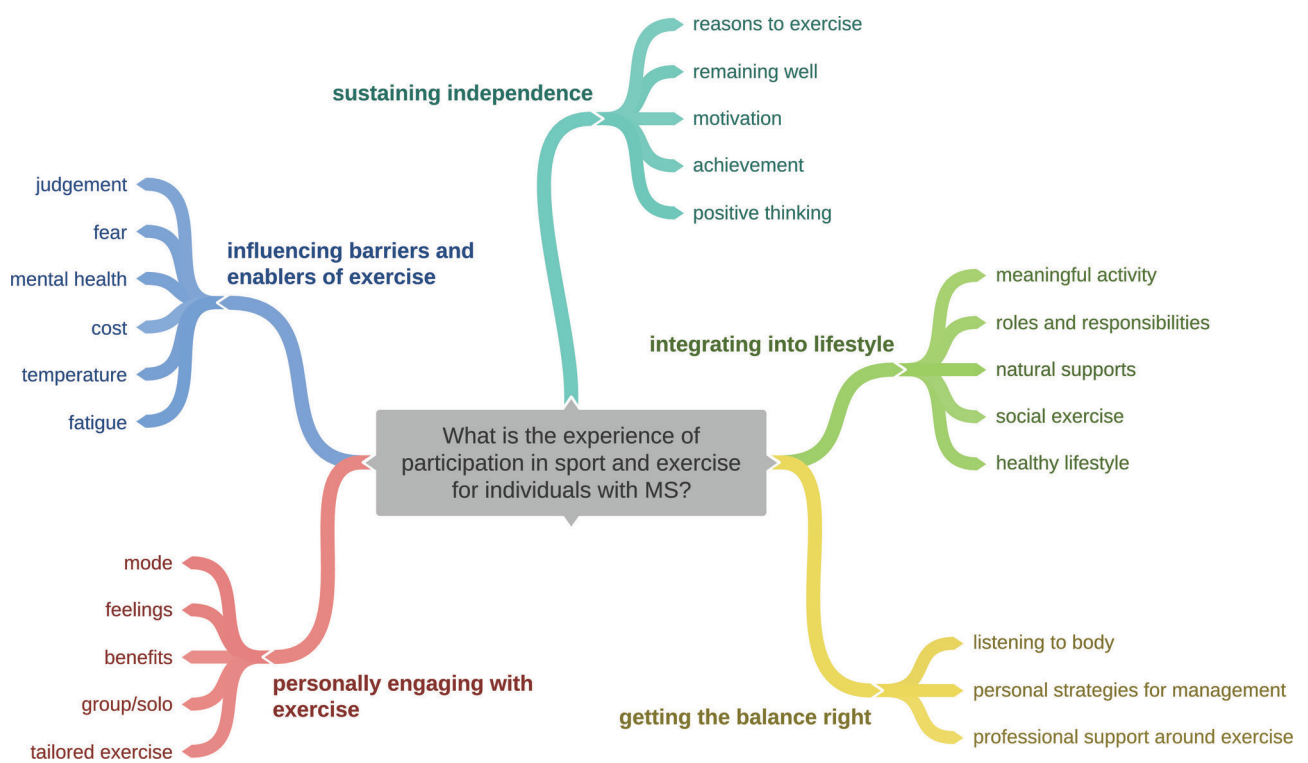 reasons to exercise
remaining well
sustaining independence
motivation
achievement
positive thinking
judgement
fear
influencing barriers and
enablers of exercise
mental health
cost
temperature
fatigue
meaningful activity
roles and responsibilities
integrating into lifestyle
natural supports
social exercise
healthy lifestyle
What is the experience of
participation in sport and exercise
for individuals with MS?
mode
feelings
benefits
personally engaging with
exercise
group/solo
tailored exercise
listening to body
personal strategies for management
getting the balance right
professional support around exercise